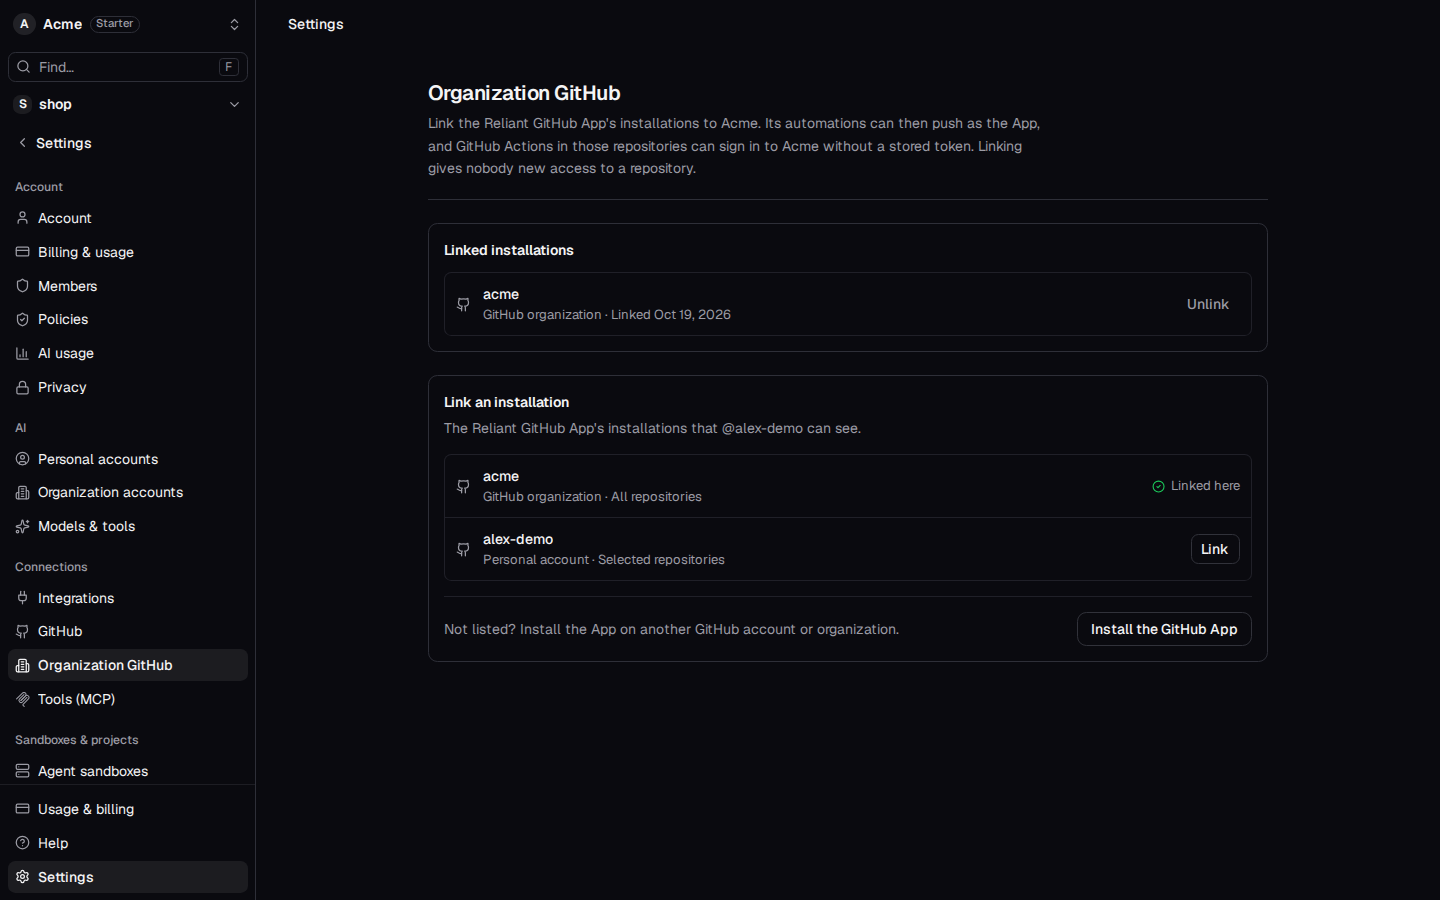 A Acme Starter
Find... F
S shop
Settings
Account
Account
Billing & usage
Members
Policies
AI usage
Privacy
AI
Personal accounts
Organization accounts
Models & tools
Connections
Integrations
GitHub
Organization GitHub
Tools (MCP)
Sandboxes & projects
Agent sandboxes
Usage & billing
Help
Settings
Settings
Organization GitHub
Link the Reliant GitHub App's installations to Acme. Its automations can then push as the App,
and GitHub Actions in those repositories can sign in to Acme without a stored token. Linking
gives nobody new access to a repository.
Linked installations
acme
GitHub organization · Linked Oct 19, 2026
Unlink
Link an installation
The Reliant GitHub App's installations that @alex-demo can see.
acme
GitHub organization · All repositories
Linked here
alex-demo
Personal account · Selected repositories
Link
Not listed? Install the App on another GitHub account or organization.
Install the GitHub App